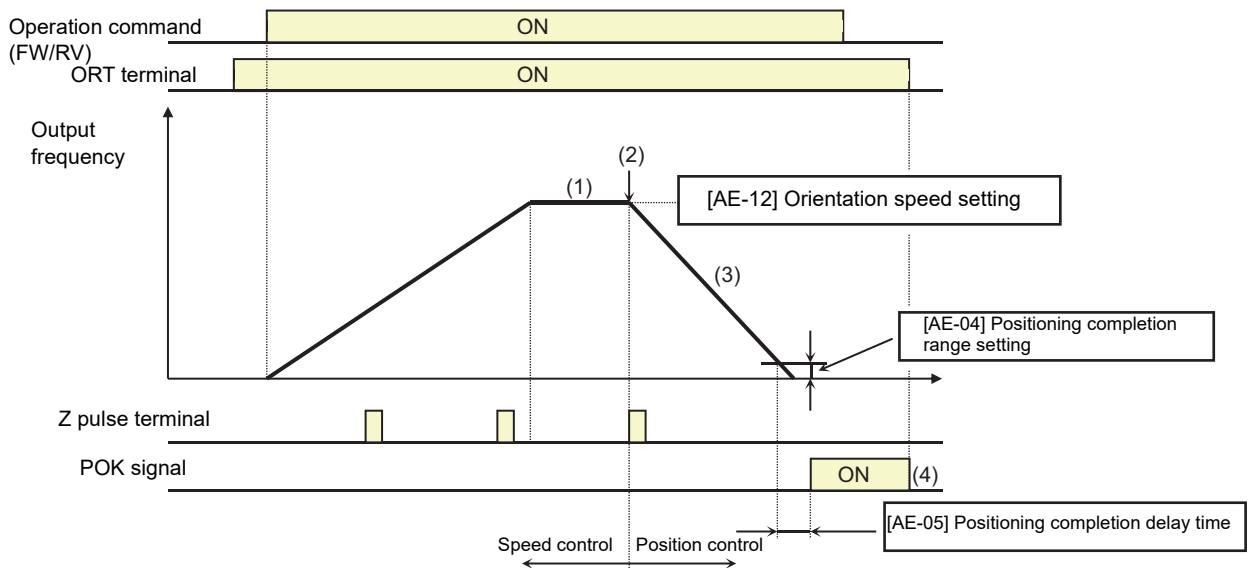 Operation command
(FW/RV)
ON
ORT terminal
ON
Output
frequency
(1)
(2)
[AE-12] Orientation speed setting
(3)
[AE-04] Positioning completion
range setting
Z pulse terminal
POK signal
ON
(4)
[AE-05] Positioning completion delay time
Speed control
Position control